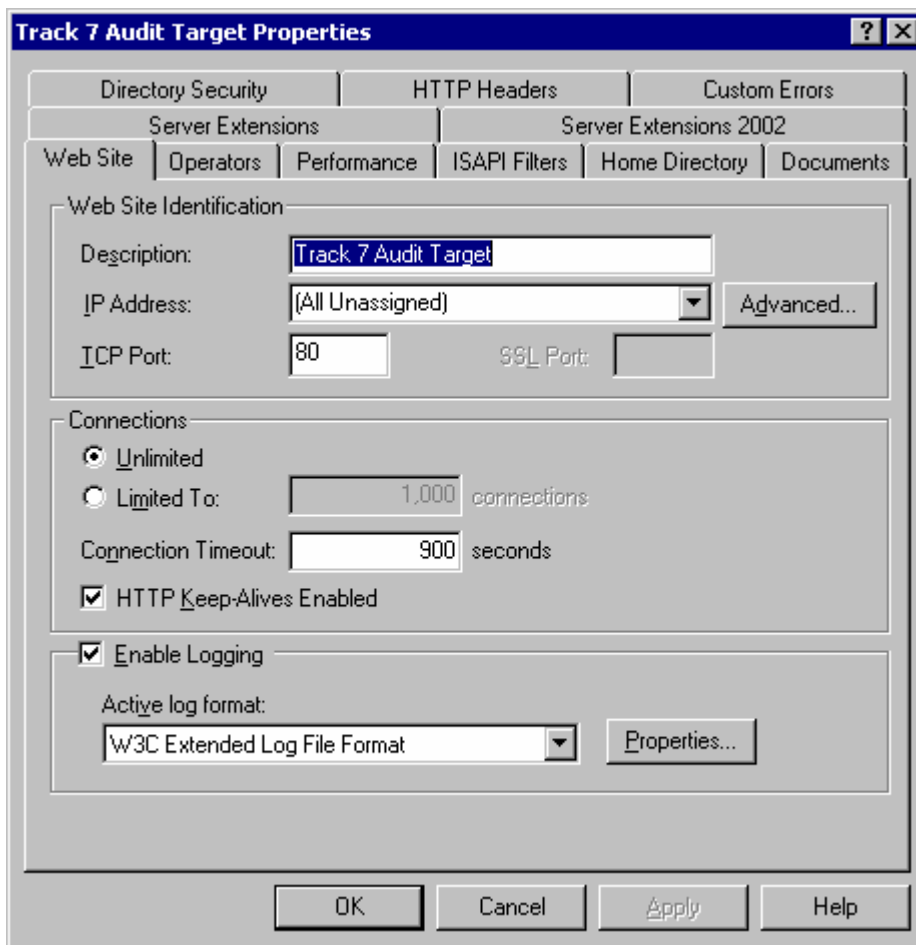 Track 7 Audit Target Properties
Directory Security HTTP Headers Custom Errors
Server Extensions Server Extensions 2002
Web Site Operators Performance ISAPI Filters Home Directory Documents
Web Site Identification
Description: Track 7 Audit Target
IP Address: (All Unassigned) Advanced...
TCP Port: 80 SSL Port:
Connections
Unlimited
Limited To: 1,000 connections
Connection Timeout: 900 seconds
HTTP Keep-Alives Enabled
Enable Logging
Active log format:
W3C Extended Log File Format Properties...
OK Cancel Apply Help